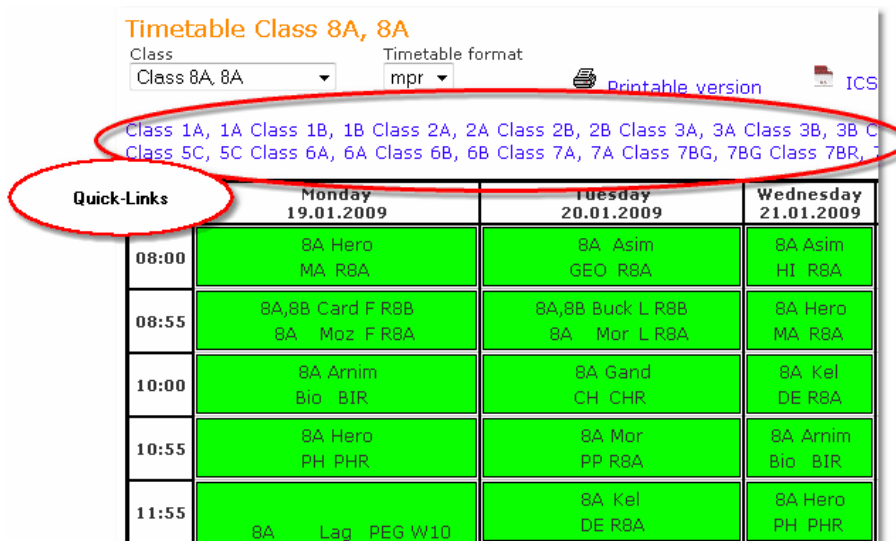 Timetable Class 8A, 8A
Class
Timetable format
Class 8A, 8A
mpr
Printable version
ICS
Class 1A, 1A Class 1B, 1B Class 2A, 2A Class 2B, 2B Class 3A, 3A Class 3B, 3B C
Class 5C, 5C Class 6A, 6A Class 6B, 6B Class 7A, 7A Class 7BG, 7BG Class 7BR, 7
Quick-Links
Monday Tuesday Wednesday
19.01.2009 20.01.2009 21.01.2009
08:00
8A Hero
MA R8A
8A Asim
GEO R8A
8A Asim
HI R8A
08:55
8A,8B Card F R8B
8A Moz F R8A
8A,8B Buck L R8B
8A Mor L R8A
8A Hero
MA R8A
10:00
8A Arnim
Bio BIR
8A Gand
CH CHR
8A Kel
DE R8A
10:55
8A Hero
PH PHR
8A Mor
PP R8A
8A Arnim
Bio BIR
11:55
8A Lag PEG W10
8A Kel
DE R8A
8A Hero
PH PHR